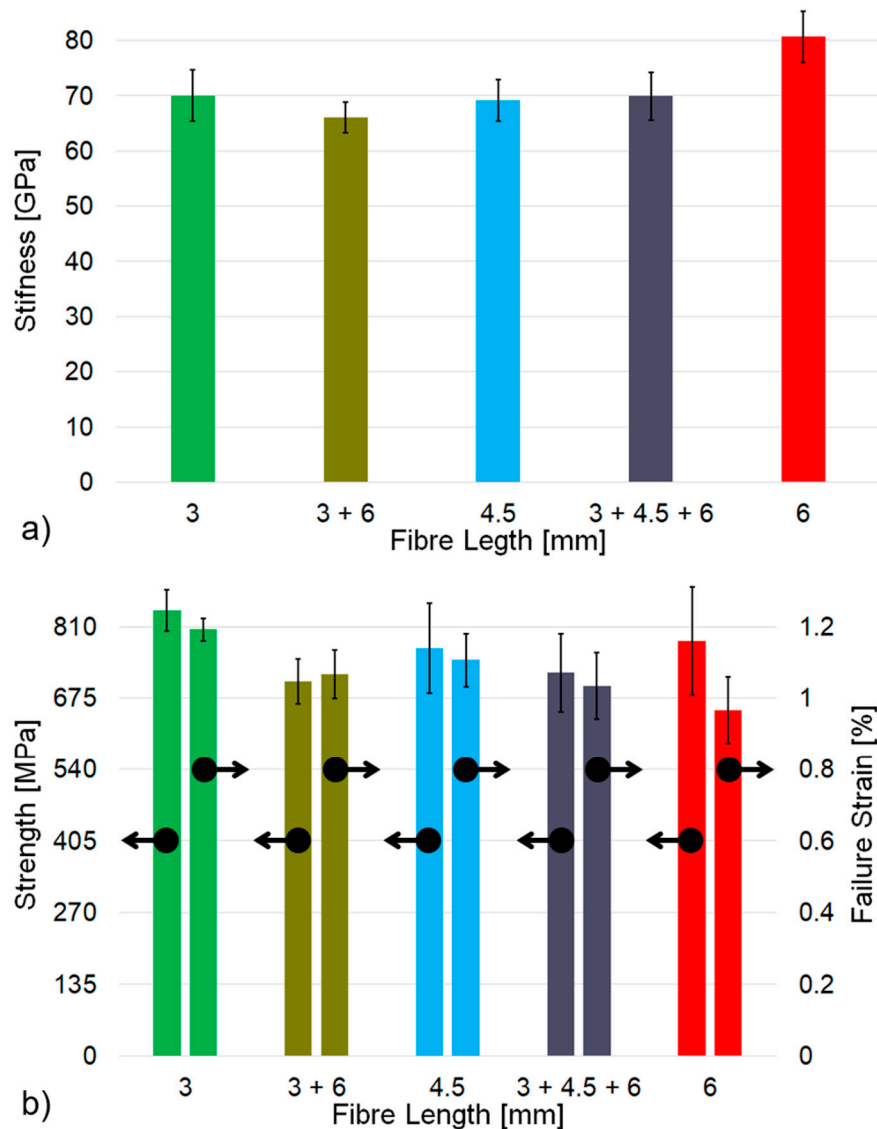 Stifness [GPa]
80
70
60
50
40
30
20
10
0
3 3 + 6 4.5 3 + 4.5 + 6 6
a) Fibre Legth [mm]
Strength [MPa]
Failure Strain [%]
810 1.2
675 1
540 0.8
405 0.6
270 0.4
135 0.2
0 0
3 3 + 6 4.5 3 + 4.5 + 6 6
b) Fibre Length [mm]